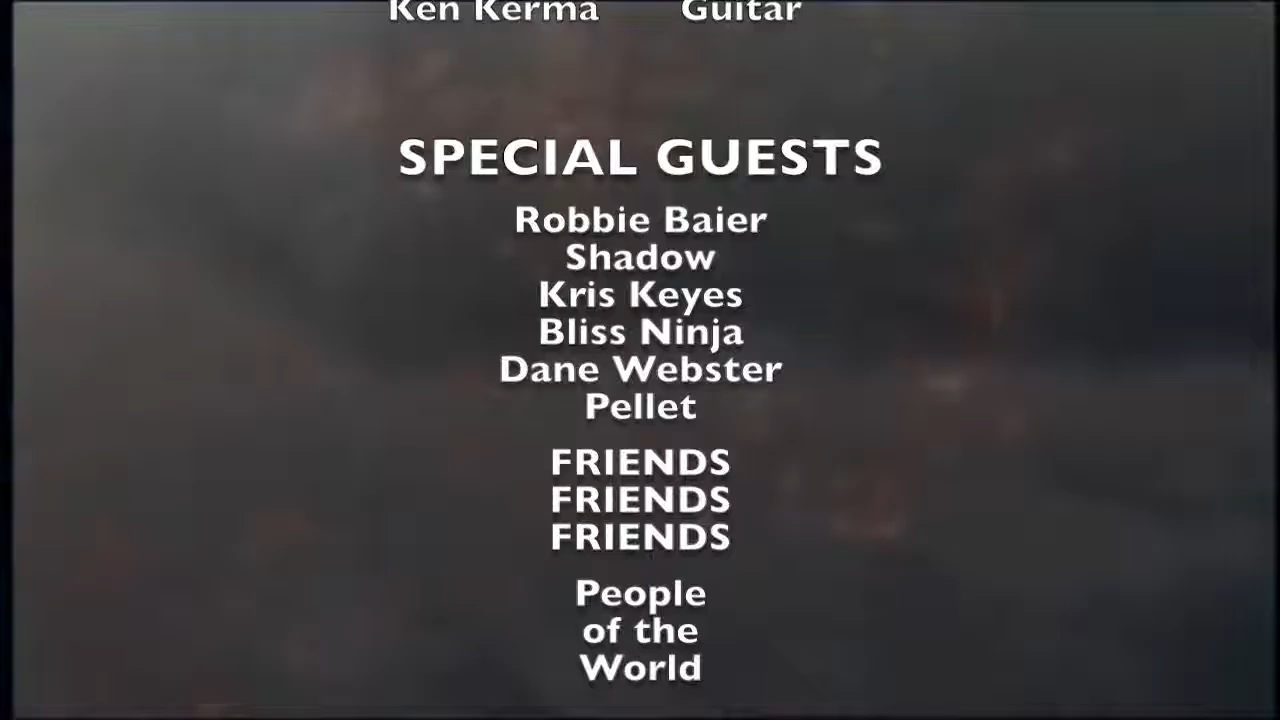 Ken Kerma Guitar
SPECIAL GUESTS
Robbie Baier
Shadow
Kris Keyes
Bliss Ninja
Dane Webster
Pellet
FRIENDS
FRIENDS
FRIENDS
People
of the
World